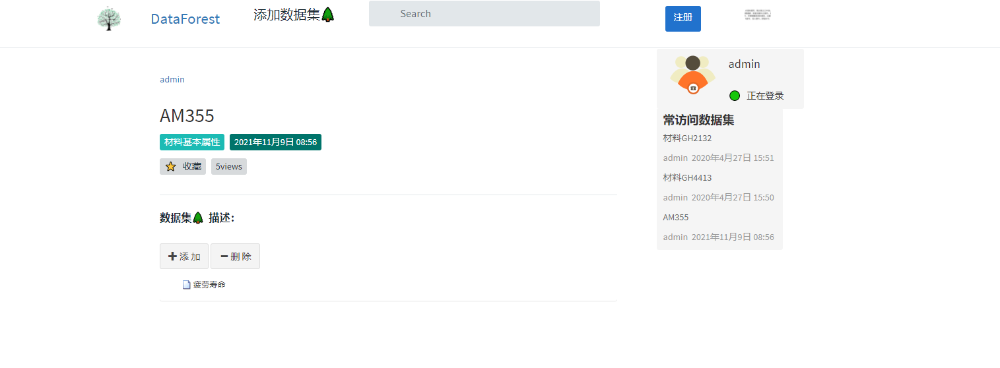 DataForest 添加数据集 Search 注册
admin
AM355
材料基本属性 2021年11月9日 08:56
收藏 5views
数据集 描述：
添 加 删 除
疲劳寿命
admin
正在登录
常访问数据集
材料GH2132
admin 2020年4月27日 15:51
材料GH4413
admin 2020年4月27日 15:50
AM355
admin 2021年11月9日 08:56